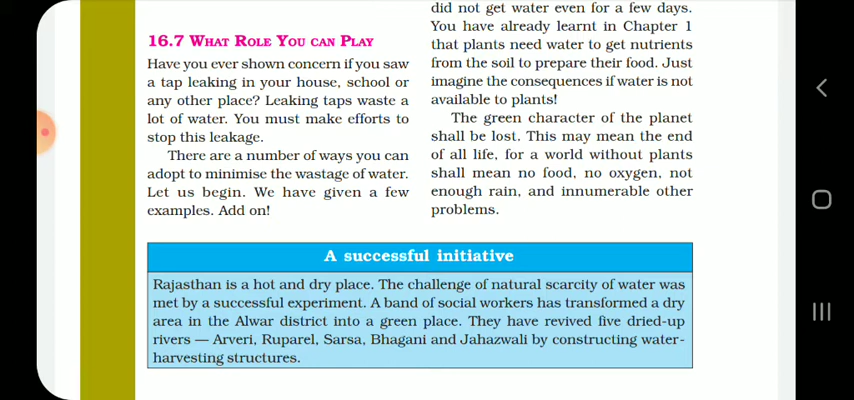 16.7 WHAT ROLE YOU CAN PLAY
Have you ever shown concern if you saw
a tap leaking in your house, school or
any other place? Leaking taps waste a
lot of water. You must make efforts to
stop this leakage.
There are a number of ways you can
adopt to minimise the wastage of water.
Let us begin. We have given a few
examples. Add on!
did not get water even for a few days.
You have already learnt in Chapter 1
that plants need water to get nutrients
from the soil to prepare their food. Just
imagine the consequences if water is not
available to plants!
The green character of the planet
shall be lost. This may mean the end
of all life, for a world without plants
shall mean no food, no oxygen, not
enough rain, and innumerable other
problems.
A successful initiative
Rajasthan is a hot and dry place. The challenge of natural scarcity of water was
met by a successful experiment. A band of social workers has transformed a dry
area in the Alwar district into a green place. They have revived five dried-up
rivers — Arveri, Ruparel, Sarsa, Bhagani and Jahazwali by constructing water-
harvesting structures.